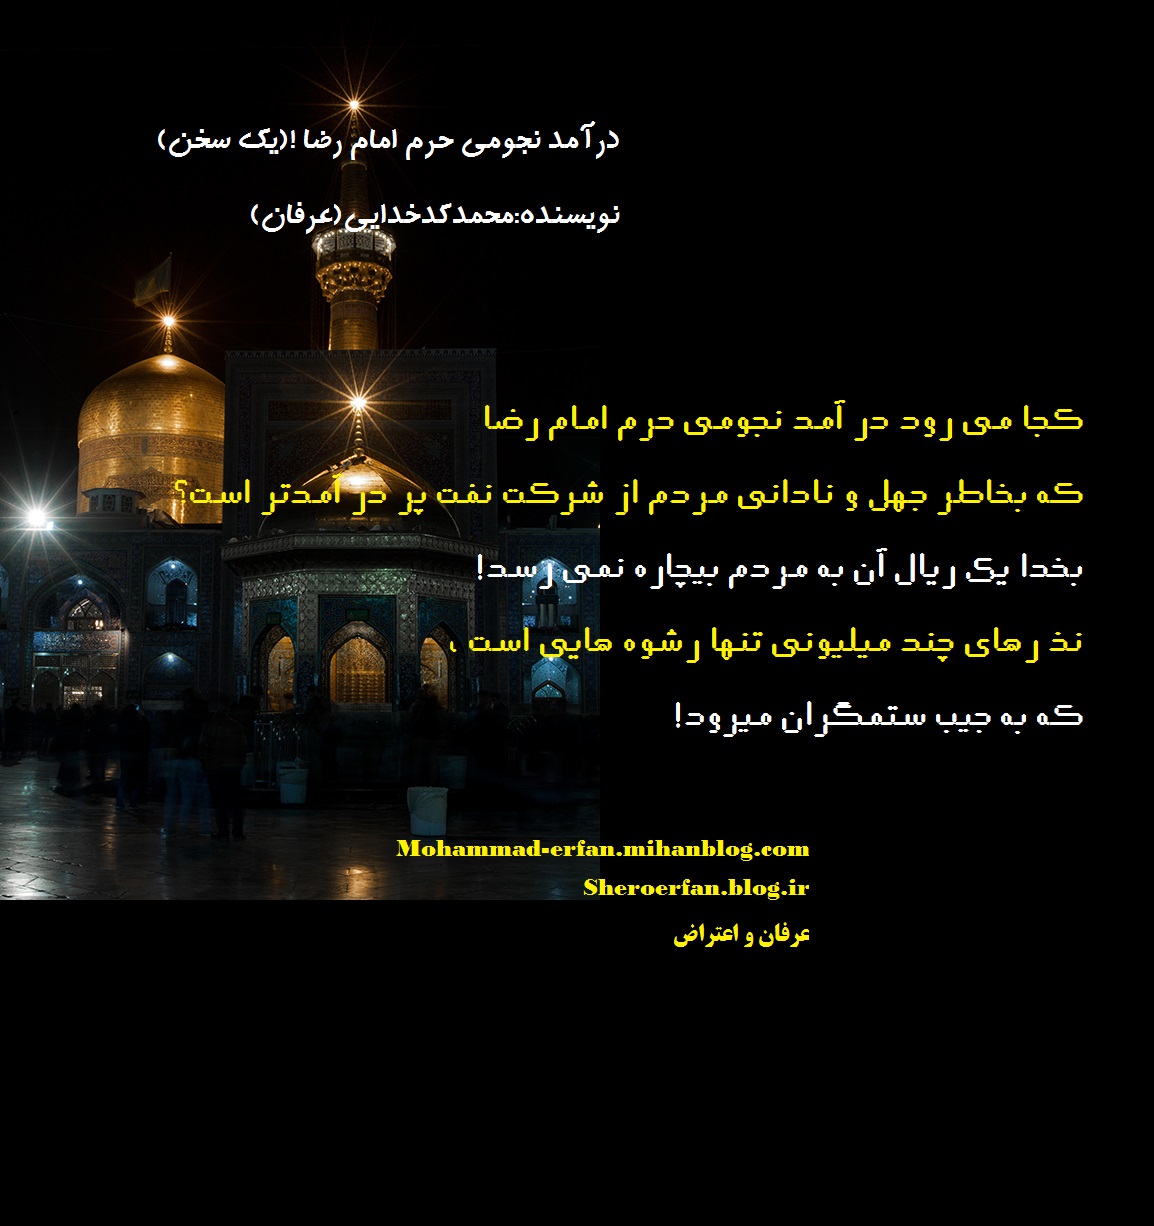 درآمد نجومی حرم امام رضا !(یک سخن)
نویسنده:محمدکدخدایی(عرفان)
کجا می رود در آمد نجومی حرم امام رضا
که بخاطر جهل و نادانی مردم از شرکت نفت پر در آمدتر است؟
بخدا یک ریال آن به مردم بیچاره نمی رسد!
نذرهای چند میلیونی تنها رشوه هایی است ،
که به جیب ستمگران میرود!
Mohammad-erfan.mihanblog.com
Sheroerfan.blog.ir
عرفان و اعتراض